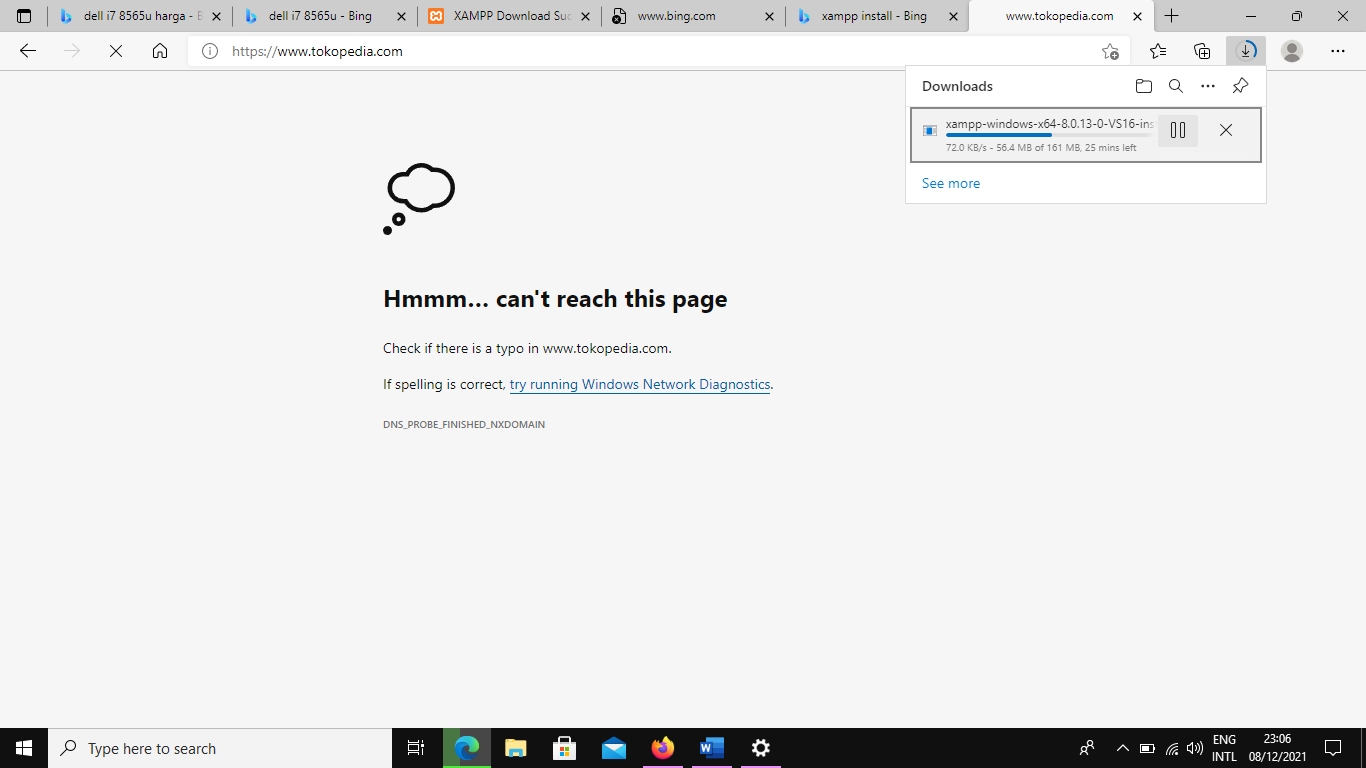 dell i7 8565u harga - B
dell i7 8565u - Bing
XAMPP Download Suc
www.bing.com
xampp install - Bing
www.tokopedia.com
https://www.tokopedia.com
Downloads
xampp-windows-x64-8.0.13-0-VS16-ins
72.0 KB/s - 56.4 MB of 161 MB, 25 mins left
See more
Hmmm… can't reach this page
Check if there is a typo in www.tokopedia.com.
If spelling is correct, try running Windows Network Diagnostics.
DNS_PROBE_FINISHED_NXDOMAIN
Type here to search
ENG
INTL
23:06
08/12/2021